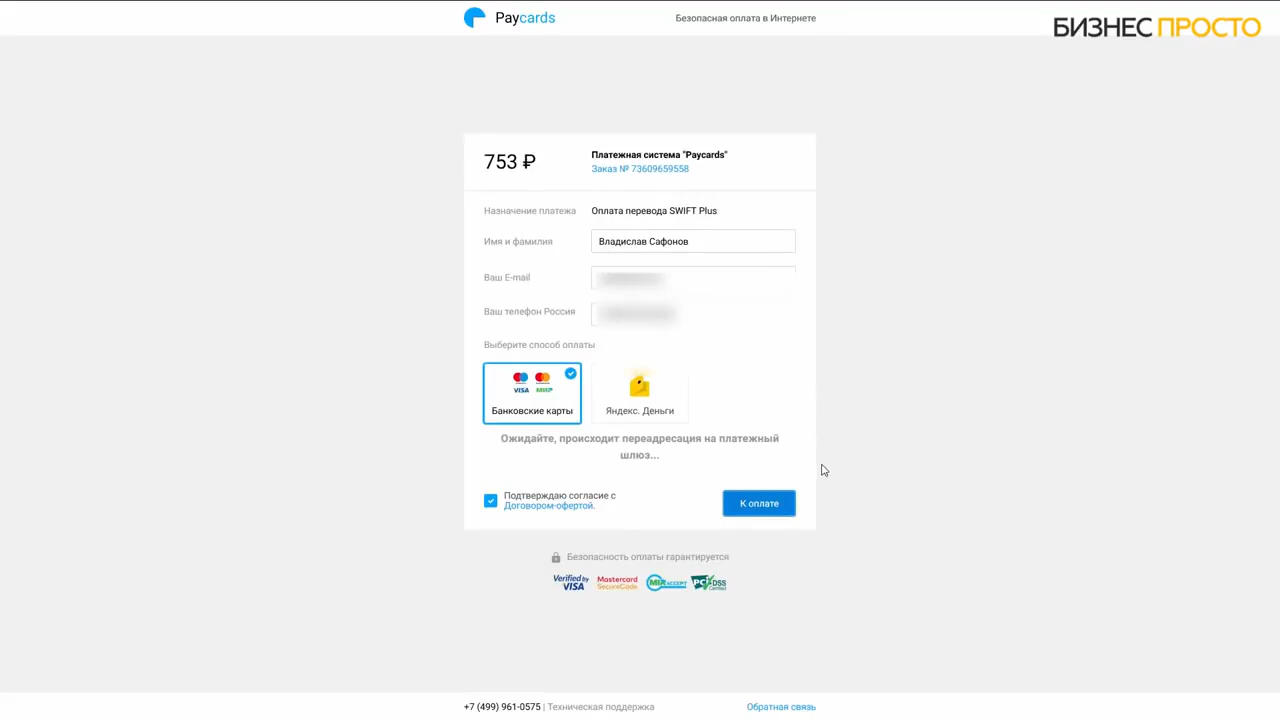 Paycards
Безопасная оплата в Интернете
БИЗНЕС ПРОСТО
753 ₽
Платежная система "Paycards"
Заказ № 73609659558
Назначение платежа
Оплата перевода SWIFT Plus
Имя и фамилия
Владислав Сафонов
Ваш E-mail
Ваш телефон Россия
Выберите способ оплаты
VISA МИР
Банковские карты
Яндекс. Деньги
Ожидайте, происходит переадресация на платежный
шлюз...
Подтверждаю согласие с
Договором-офертой.
К оплате
Безопасность оплаты гарантируется
Verified by
VISA
Mastercard
SecureCode
MIRACCEPT
PCI DSS
Certified
+7 (499) 961-0575 | Техническая поддержка
Обратная связь